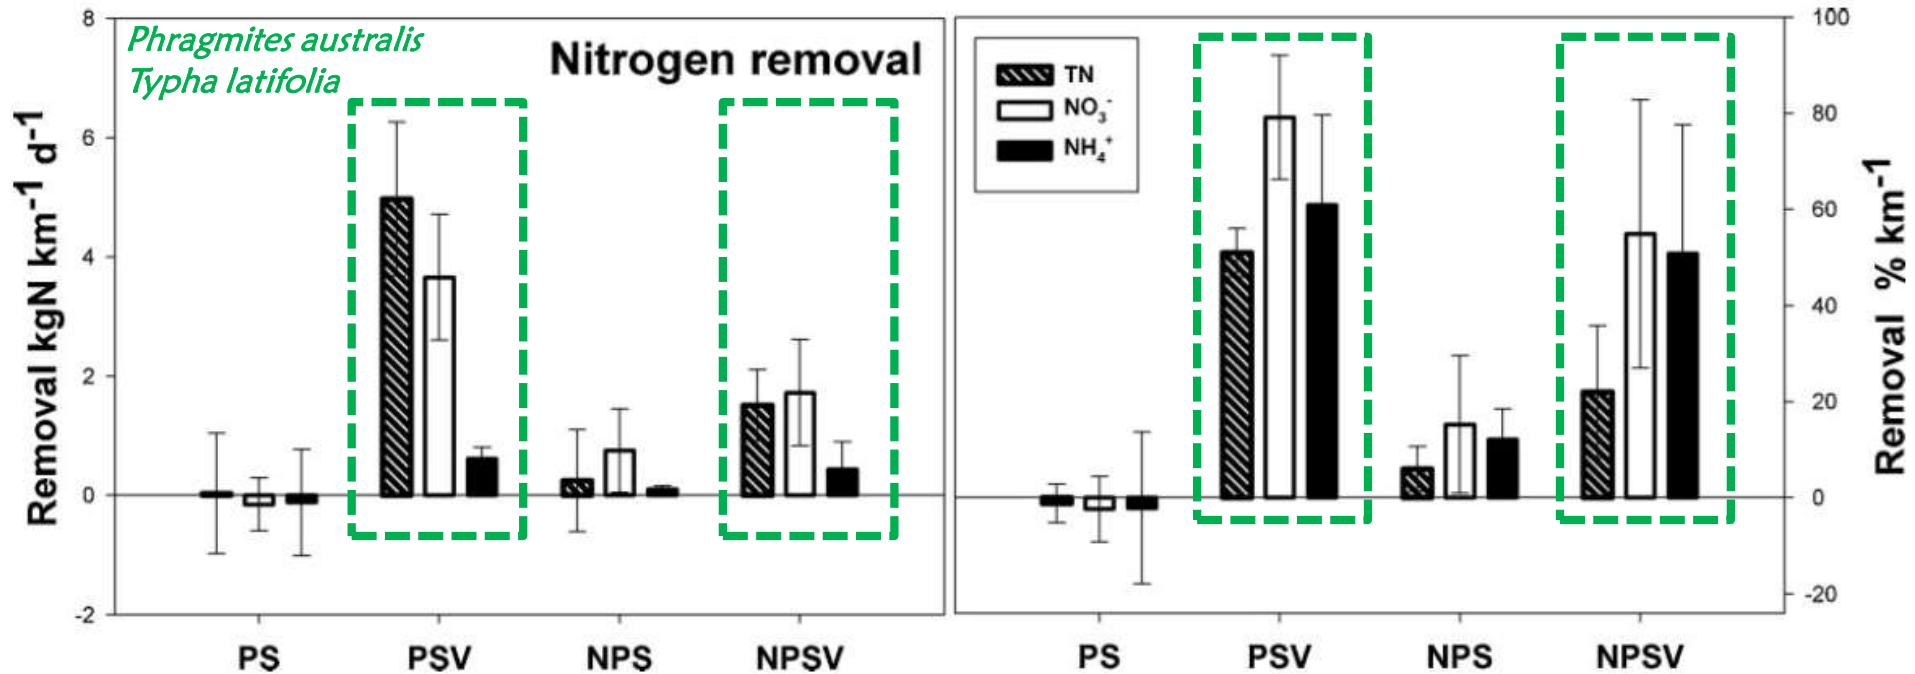 Phragmites australis
Typha latifolia
Nitrogen removal
Removal kgN km⁻¹ d⁻¹
8
6
4
2
0
-2
PS
PSV
NPS
NPSV
TN
NO₃⁻
NH₄⁺
100
80
60
40
20
0
-20
Removal % km⁻¹
PS
PSV
NPS
NPSV